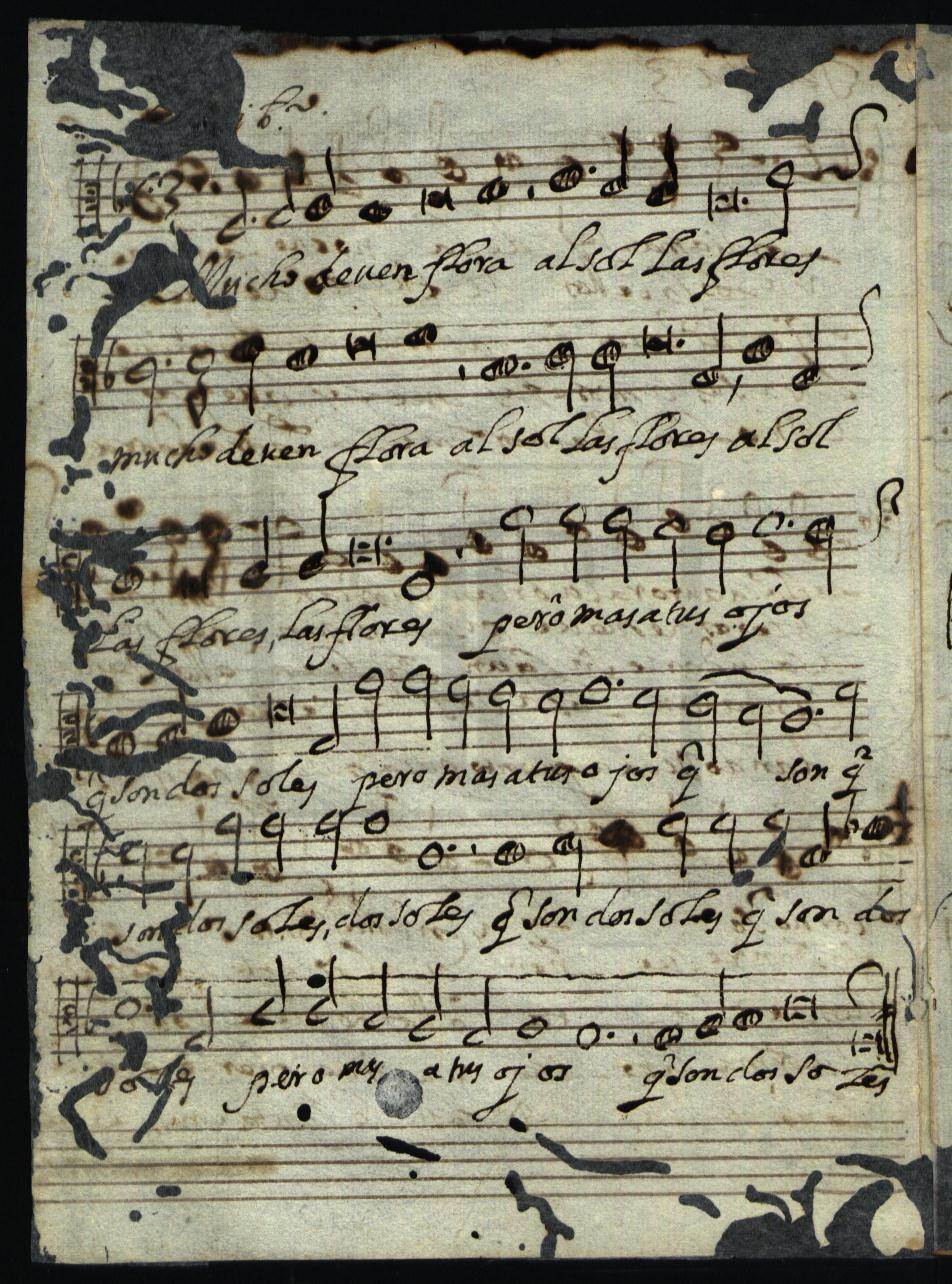 Mucho deven flora al sol las flores
mucho deven flora al sol las flores al sol
las flores, las flores pero mas a tus ojos
q̃ son dos soles pero mas a tus ojos q̃ son q̃
son dos soles, dos soles q̃ son dos soles q̃ son dos
soles pero mas a tus ojos q̃ son dos soles